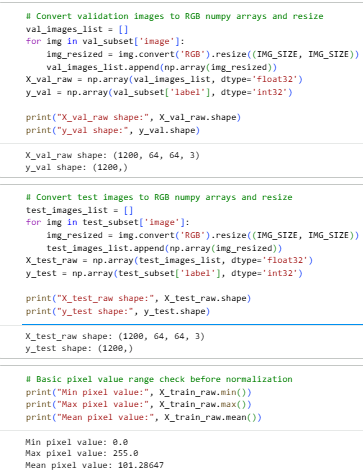 # Convert validation images to RGB numpy arrays and resize
val_images_list = []
for img in val_subset['image']:
    img_resized = img.convert('RGB').resize((IMG_SIZE, IMG_SIZE))
    val_images_list.append(np.array(img_resized))
X_val_raw = np.array(val_images_list, dtype='float32')
y_val = np.array(val_subset['label'], dtype='int32')

print("X_val_raw shape:", X_val_raw.shape)
print("y_val shape:", y_val.shape)

X_val_raw shape: (1200, 64, 64, 3)
y_val shape: (1200,)

# Convert test images to RGB numpy arrays and resize
test_images_list = []
for img in test_subset['image']:
    img_resized = img.convert('RGB').resize((IMG_SIZE, IMG_SIZE))
    test_images_list.append(np.array(img_resized))
X_test_raw = np.array(test_images_list, dtype='float32')
y_test = np.array(test_subset['label'], dtype='int32')

print("X_test_raw shape:", X_test_raw.shape)
print("y_test shape:", y_test.shape)

X_test_raw shape: (1200, 64, 64, 3)
y_test shape: (1200,)

# Basic pixel value range check before normalization
print("Min pixel value:", X_train_raw.min())
print("Max pixel value:", X_train_raw.max())
print("Mean pixel value:", X_train_raw.mean())

Min pixel value: 0.0
Max pixel value: 255.0
Mean pixel value: 101.28647